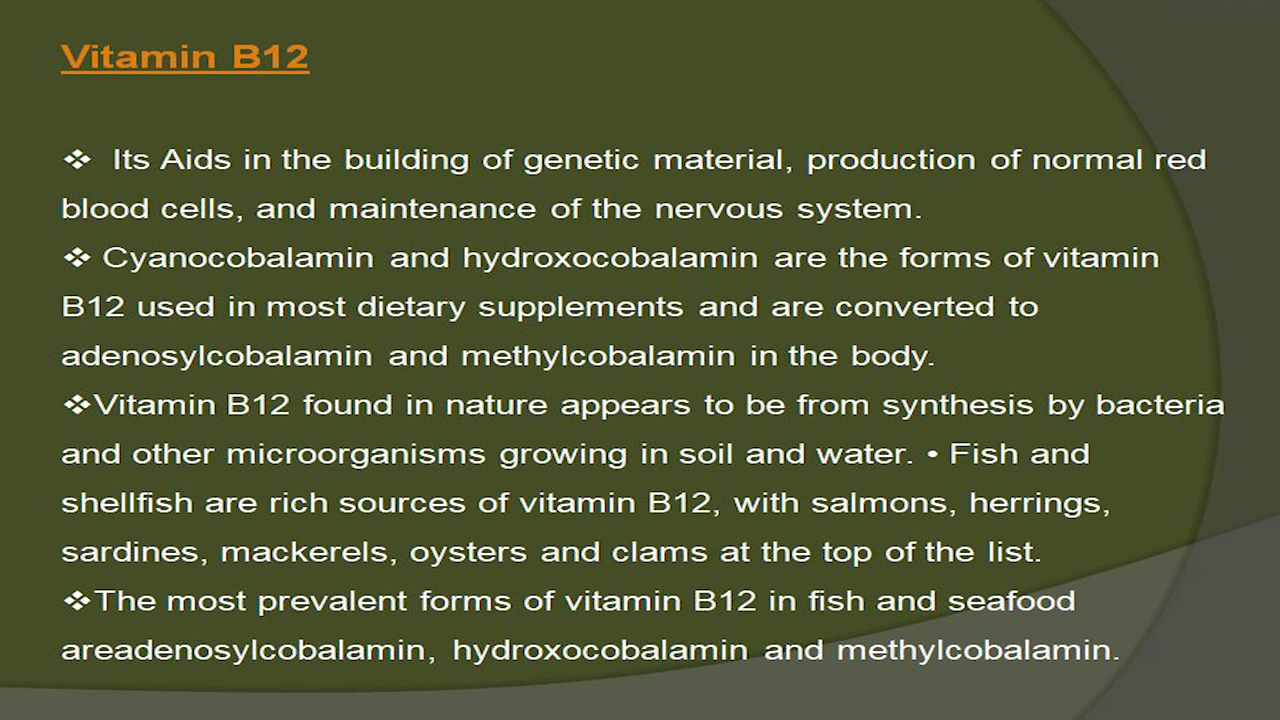 Vitamin B12
❖ Its Aids in the building of genetic material, production of normal red
blood cells, and maintenance of the nervous system.
❖ Cyanocobalamin and hydroxocobalamin are the forms of vitamin
B12 used in most dietary supplements and are converted to
adenosylcobalamin and methylcobalamin in the body.
❖Vitamin B12 found in nature appears to be from synthesis by bacteria
and other microorganisms growing in soil and water. • Fish and
shellfish are rich sources of vitamin B12, with salmons, herrings,
sardines, mackerels, oysters and clams at the top of the list.
❖The most prevalent forms of vitamin B12 in fish and seafood
areadenosylcobalamin, hydroxocobalamin and methylcobalamin.